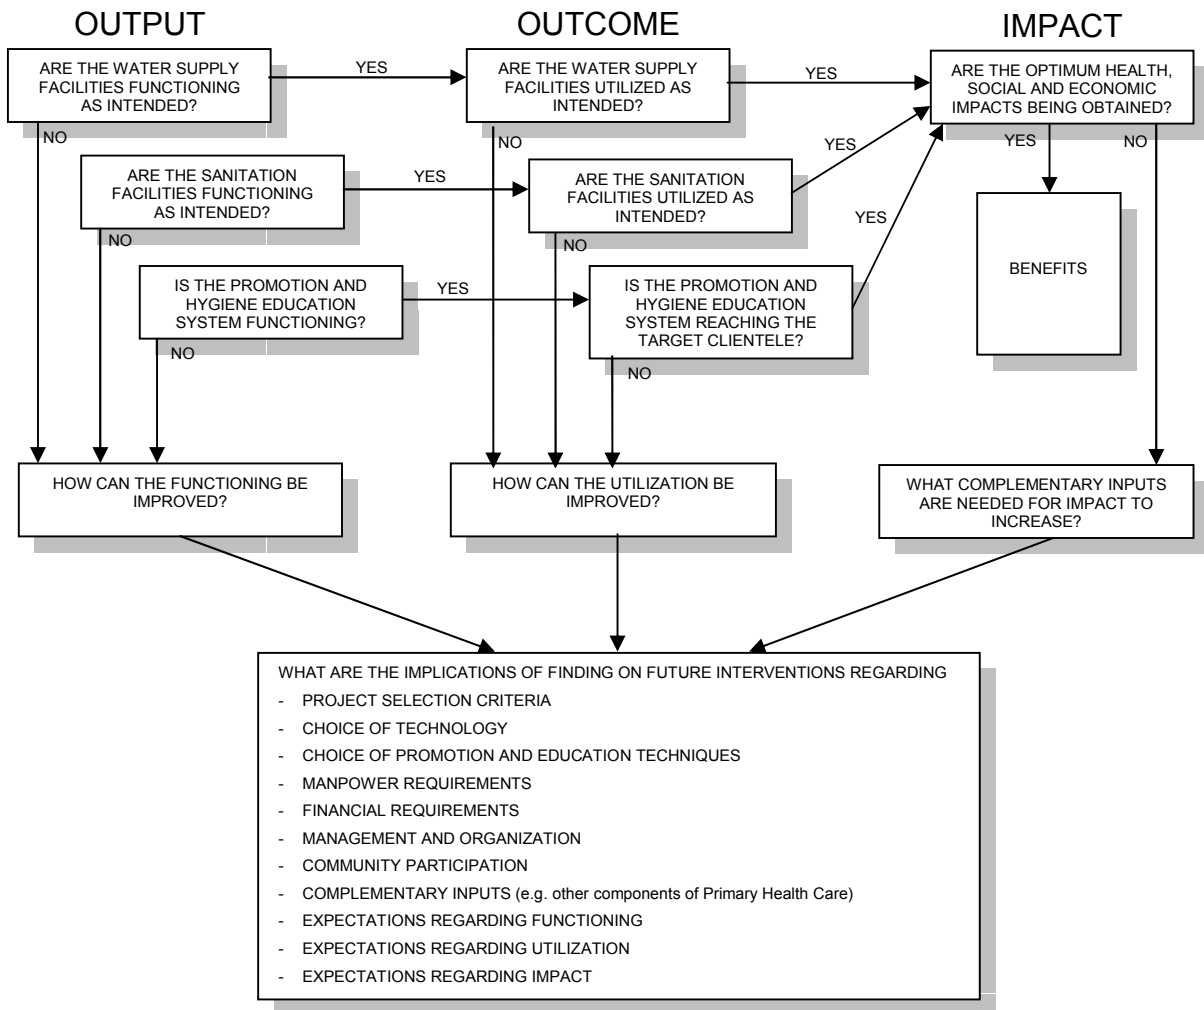 OUTPUT
OUTCOME
IMPACT
ARE THE WATER SUPPLY
FACILITIES FUNCTIONING
AS INTENDED?
YES
ARE THE WATER SUPPLY
FACILITIES UTILIZED AS
INTENDED?
YES
ARE THE OPTIMUM HEALTH,
SOCIAL AND ECONOMIC
IMPACTS BEING OBTAINED?
NO
NO
YES
YES
NO
ARE THE SANITATION
FACILITIES FUNCTIONING
AS INTENDED?
YES
ARE THE SANITATION
FACILITIES UTILIZED AS
INTENDED?
YES
NO
NO
BENEFITS
IS THE PROMOTION AND
HYGIENE EDUCATION
SYSTEM FUNCTIONING?
YES
IS THE PROMOTION AND
HYGIENE EDUCATION
SYSTEM REACHING THE
TARGET CLIENTELE?
NO
NO
HOW CAN THE FUNCTIONING BE
IMPROVED?
HOW CAN THE UTILIZATION BE
IMPROVED?
WHAT COMPLEMENTARY INPUTS
ARE NEEDED FOR IMPACT TO
INCREASE?
WHAT ARE THE IMPLICATIONS OF FINDING ON FUTURE INTERVENTIONS REGARDING
- PROJECT SELECTION CRITERIA
- CHOICE OF TECHNOLOGY
- CHOICE OF PROMOTION AND EDUCATION TECHNIQUES
- MANPOWER REQUIREMENTS
- FINANCIAL REQUIREMENTS
- MANAGEMENT AND ORGANIZATION
- COMMUNITY PARTICIPATION
- COMPLEMENTARY INPUTS (e.g. other components of Primary Health Care)
- EXPECTATIONS REGARDING FUNCTIONING
- EXPECTATIONS REGARDING UTILIZATION
- EXPECTATIONS REGARDING IMPACT